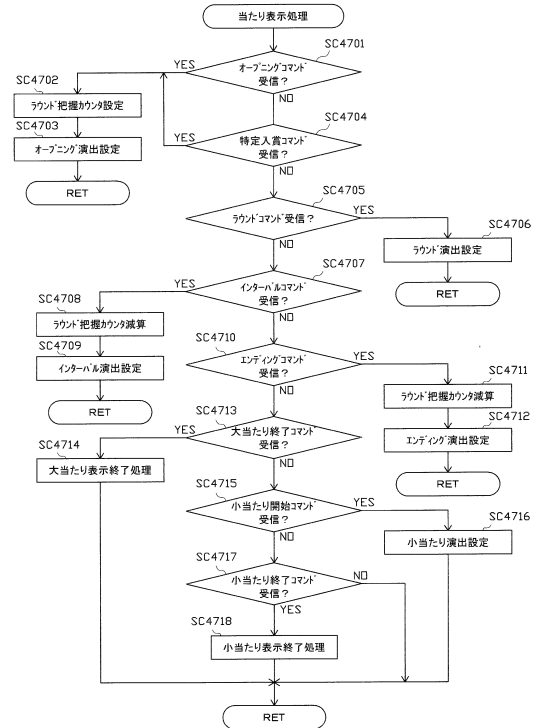 当たり表示処理
SC4701
オープニングコマンド
受信？
YES
NO
SC4702
ラウンド把握カウンタ設定
SC4703
オープニング演出設定
RET
SC4704
特定入賞コマンド
受信？
YES
NO
SC4705
ラウンドコマンド受信？
YES
NO
SC4706
ラウンド演出設定
RET
SC4707
インターバルコマンド
受信？
YES
NO
SC4708
ラウンド把握カウンタ減算
SC4709
インターバル演出設定
RET
SC4710
エンディングコマンド
受信？
YES
NO
SC4711
ラウンド把握カウンタ減算
SC4712
エンディング演出設定
RET
SC4713
大当たり終了コマンド
受信？
YES
NO
SC4714
大当たり表示終了処理
SC4715
小当たり開始コマンド
受信？
YES
NO
SC4716
小当たり演出設定
SC4717
小当たり終了コマンド
受信？
NO
YES
SC4718
小当たり表示終了処理
RET